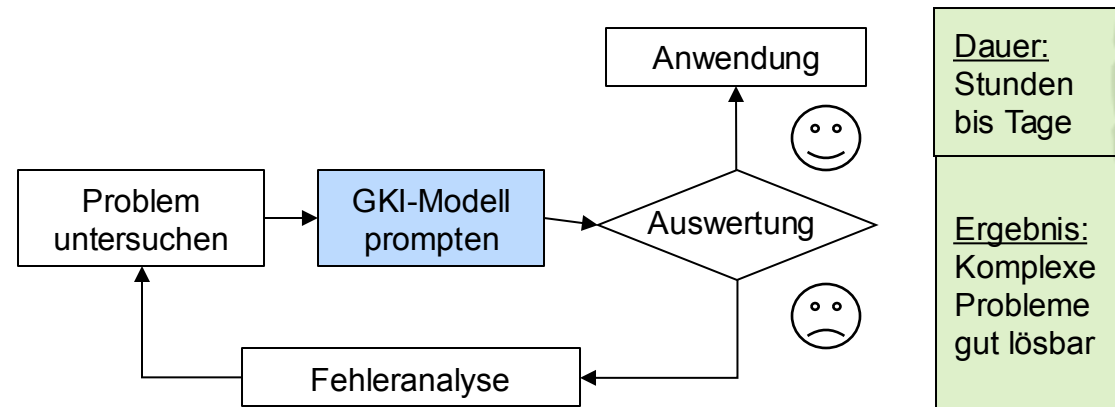 Anwendung
Problem
untersuchen
GKI-Modell
prompten
Auswertung
Fehleranalyse
Dauer:
Stunden
bis Tage
Ergebnis:
Komplexe
Probleme
gut lösbar